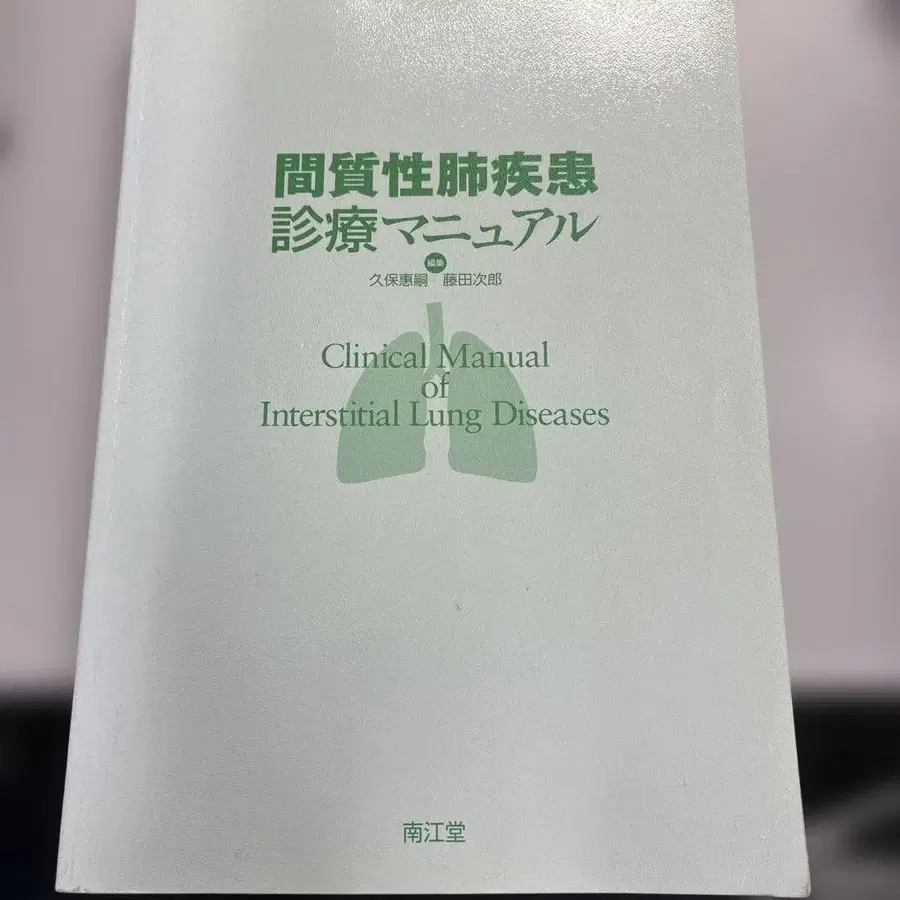 間質性肺疾患
診療マニュアル
編集
久保惠嗣 藤田次郎
Clinical Manual
of
Interstitial Lung Diseases
南江堂